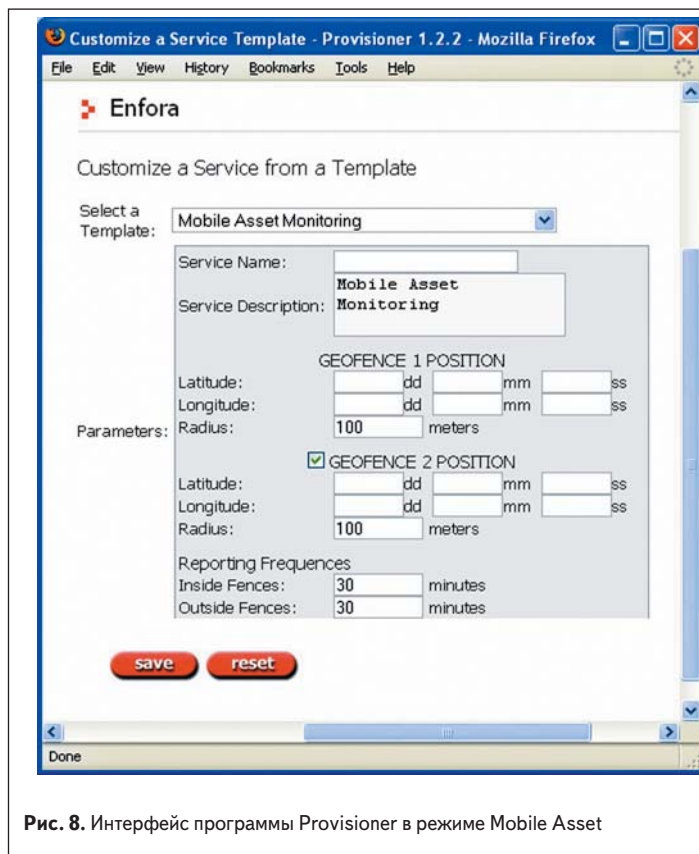 Customize a Service Template - Provisioner 1.2.2 - Mozilla Firefox
File Edit View History Bookmarks Tools Help
Enfora
Customize a Service from a Template
Select a
Template:
Mobile Asset Monitoring
Service Name:
Service Description:
Mobile Asset
Monitoring
Parameters:
GEOFENCE 1 POSITION
Latitude: dd mm ss
Longitude: dd mm ss
Radius: 100 meters
GEOFENCE 2 POSITION
Latitude: dd mm ss
Longitude: dd mm ss
Radius: 100 meters
Reporting Frequences
Inside Fences: 30 minutes
Outside Fences: 30 minutes
save reset
Done
Рис. 8. Интерфейс программы Provisioner в режиме Mobile Asset